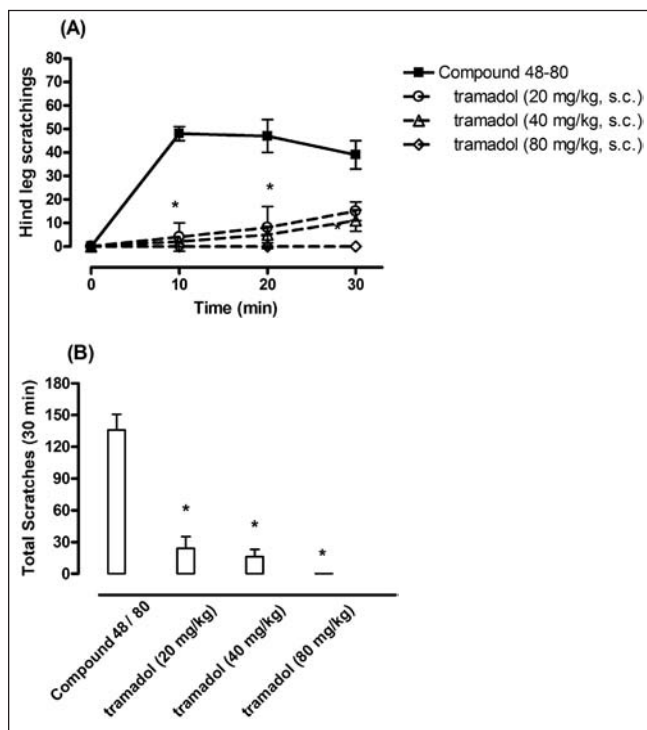 (A)
80
70
60
50
40
30
20
10
0
Hind leg scratchings
* *
*
0 10 20 30
Time (min)
Compound 48-80
tramadol (20 mg/kg, s.c.)
tramadol (40 mg/kg, s.c.)
tramadol (80 mg/kg, s.c.)
(B)
180
150
120
90
60
30
0
Total Scratches (30 min)
* * *
Compound 48 / 80
tramadol (20 mg/kg)
tramadol (40 mg/kg)
tramadol (80 mg/kg)